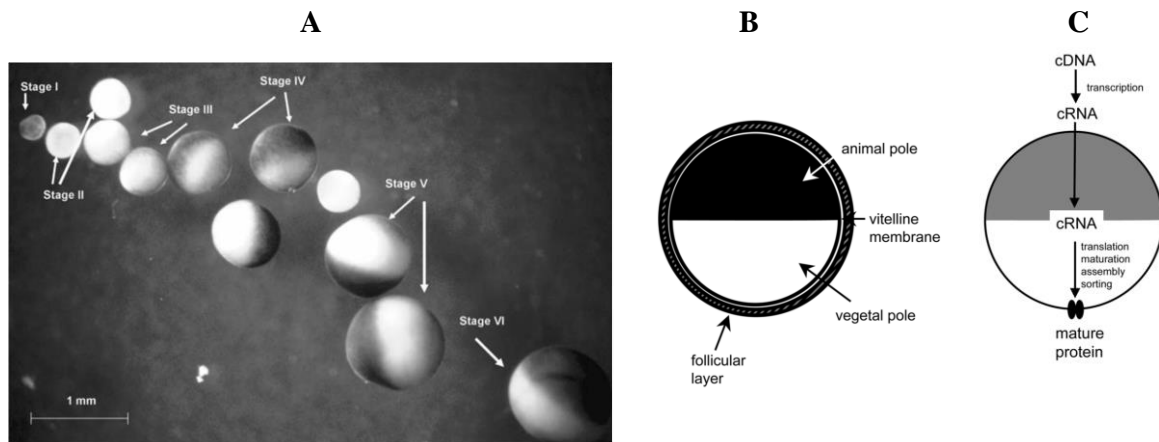 A
B
C
Stage I
Stage II
Stage III
Stage IV
Stage V
Stage VI
1 mm
animal pole
vitelline
membrane
vegetal pole
follicular
layer
cDNA
transcription
cRNA
cRNA
translation
maturation
assembly
sorting
mature
protein